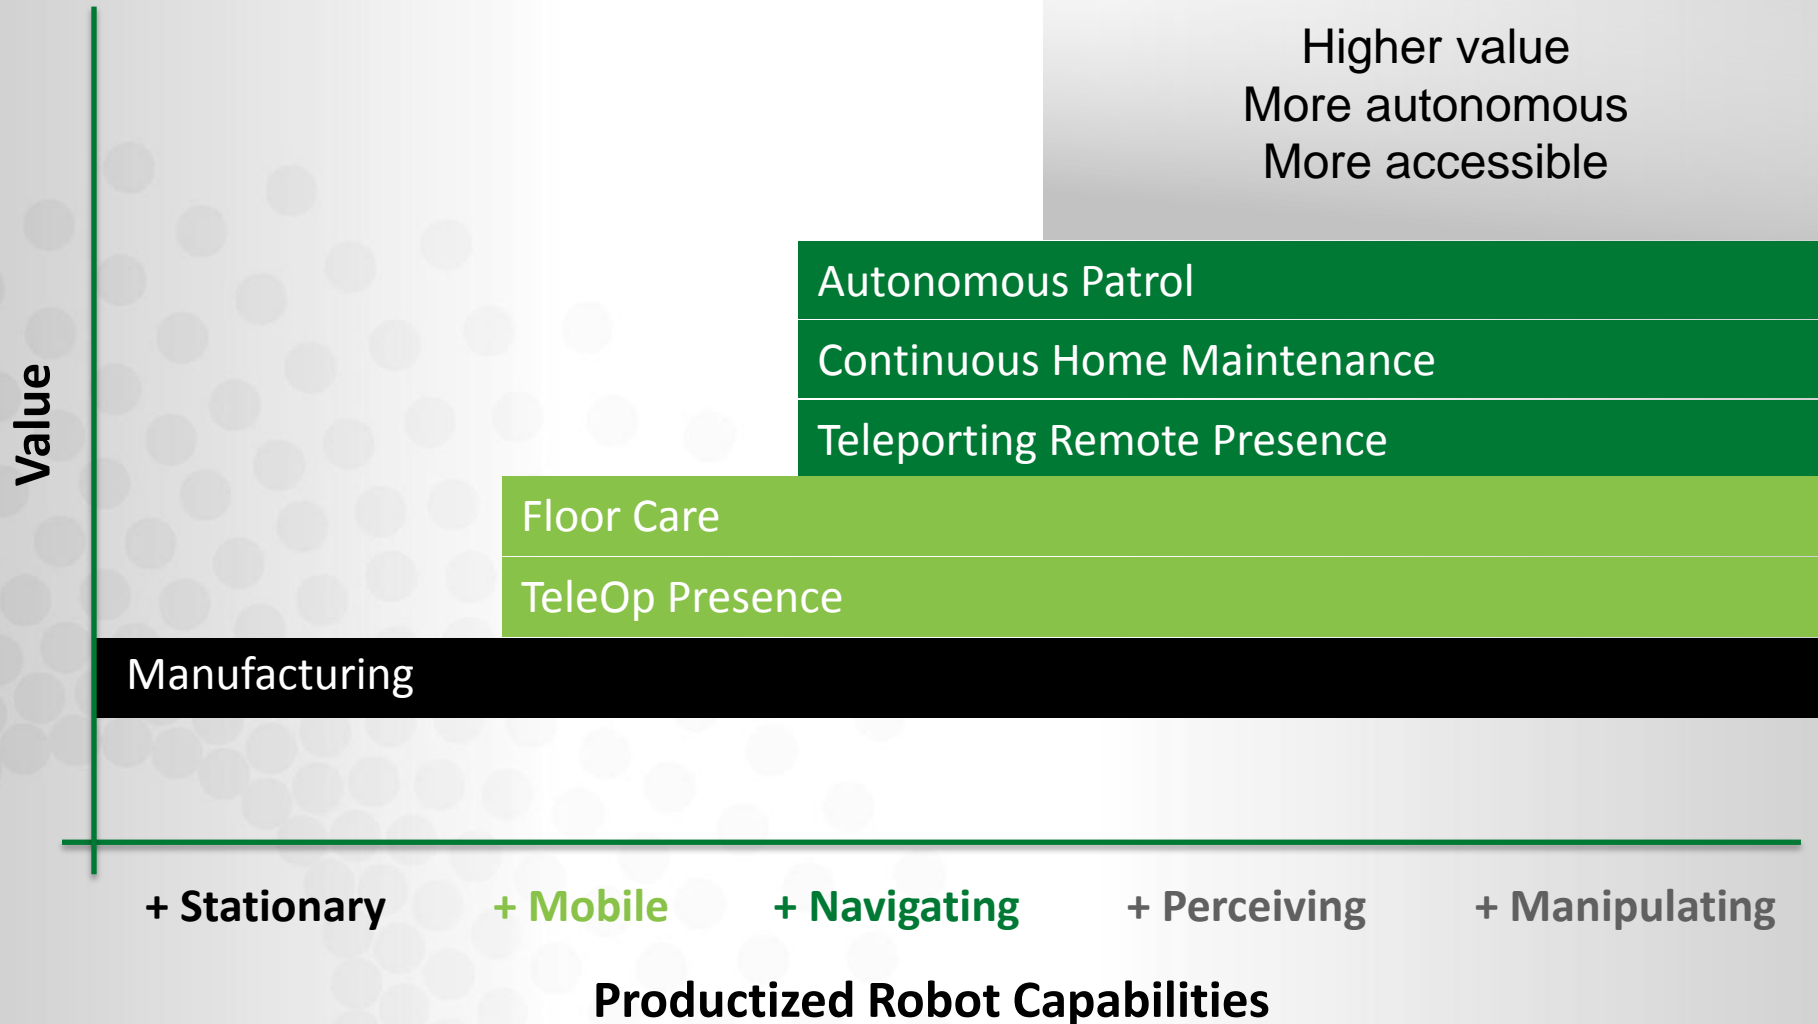 Higher value
More autonomous
More accessible
Autonomous Patrol
Continuous Home Maintenance
Teleporting Remote Presence
Floor Care
TeleOp Presence
Manufacturing
Value
+ Stationary
+ Mobile
+ Navigating
+ Perceiving
+ Manipulating
Productized Robot Capabilities